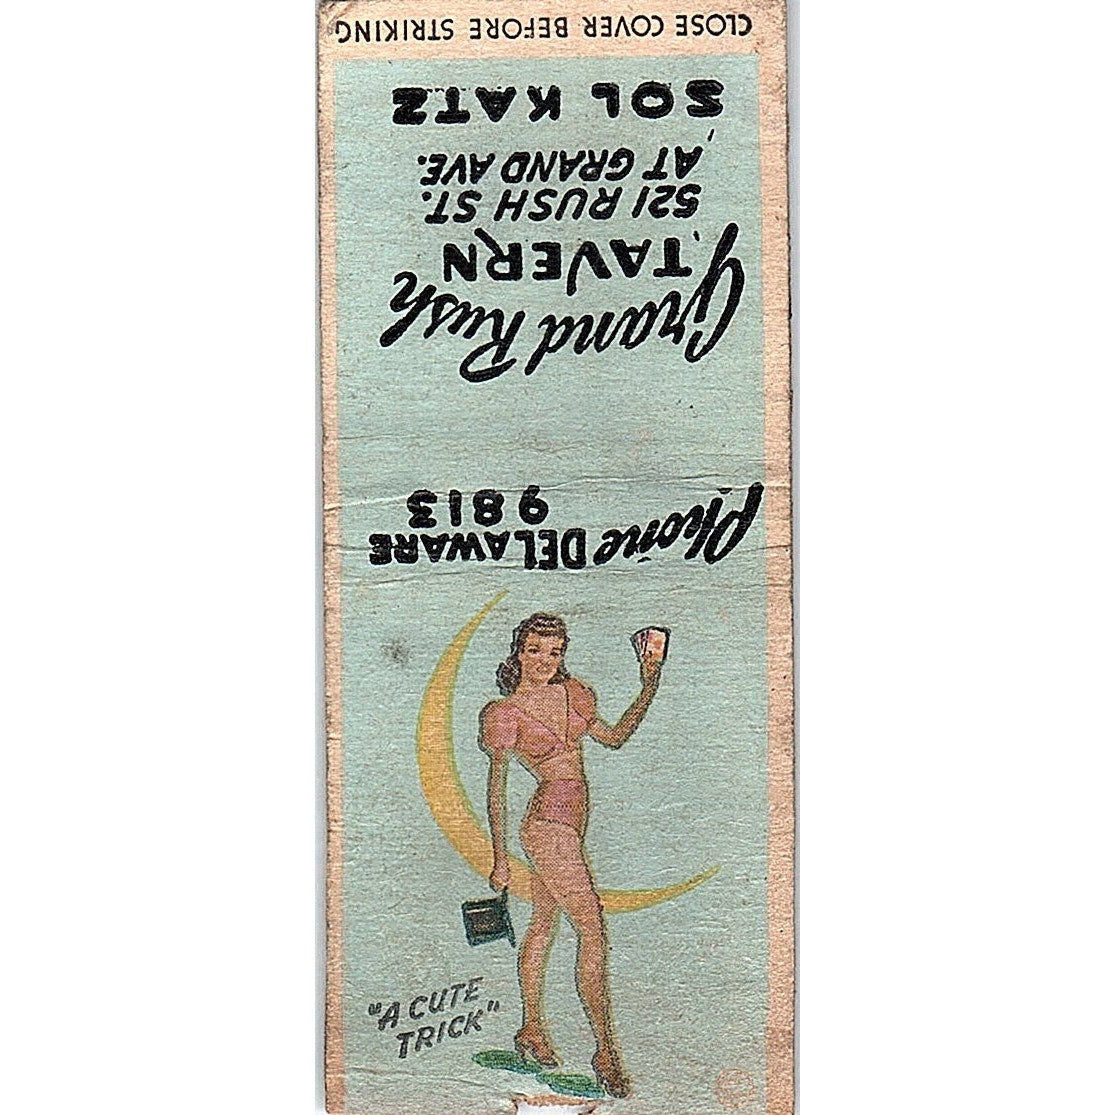 Grand Rush
TAVERN
521 RUSH ST.
AT GRAND AVE.
SOL KATZ
CLOSE COVER BEFORE STRIKING
Phone DELAWARE
9813
"A CUTE
TRICK"